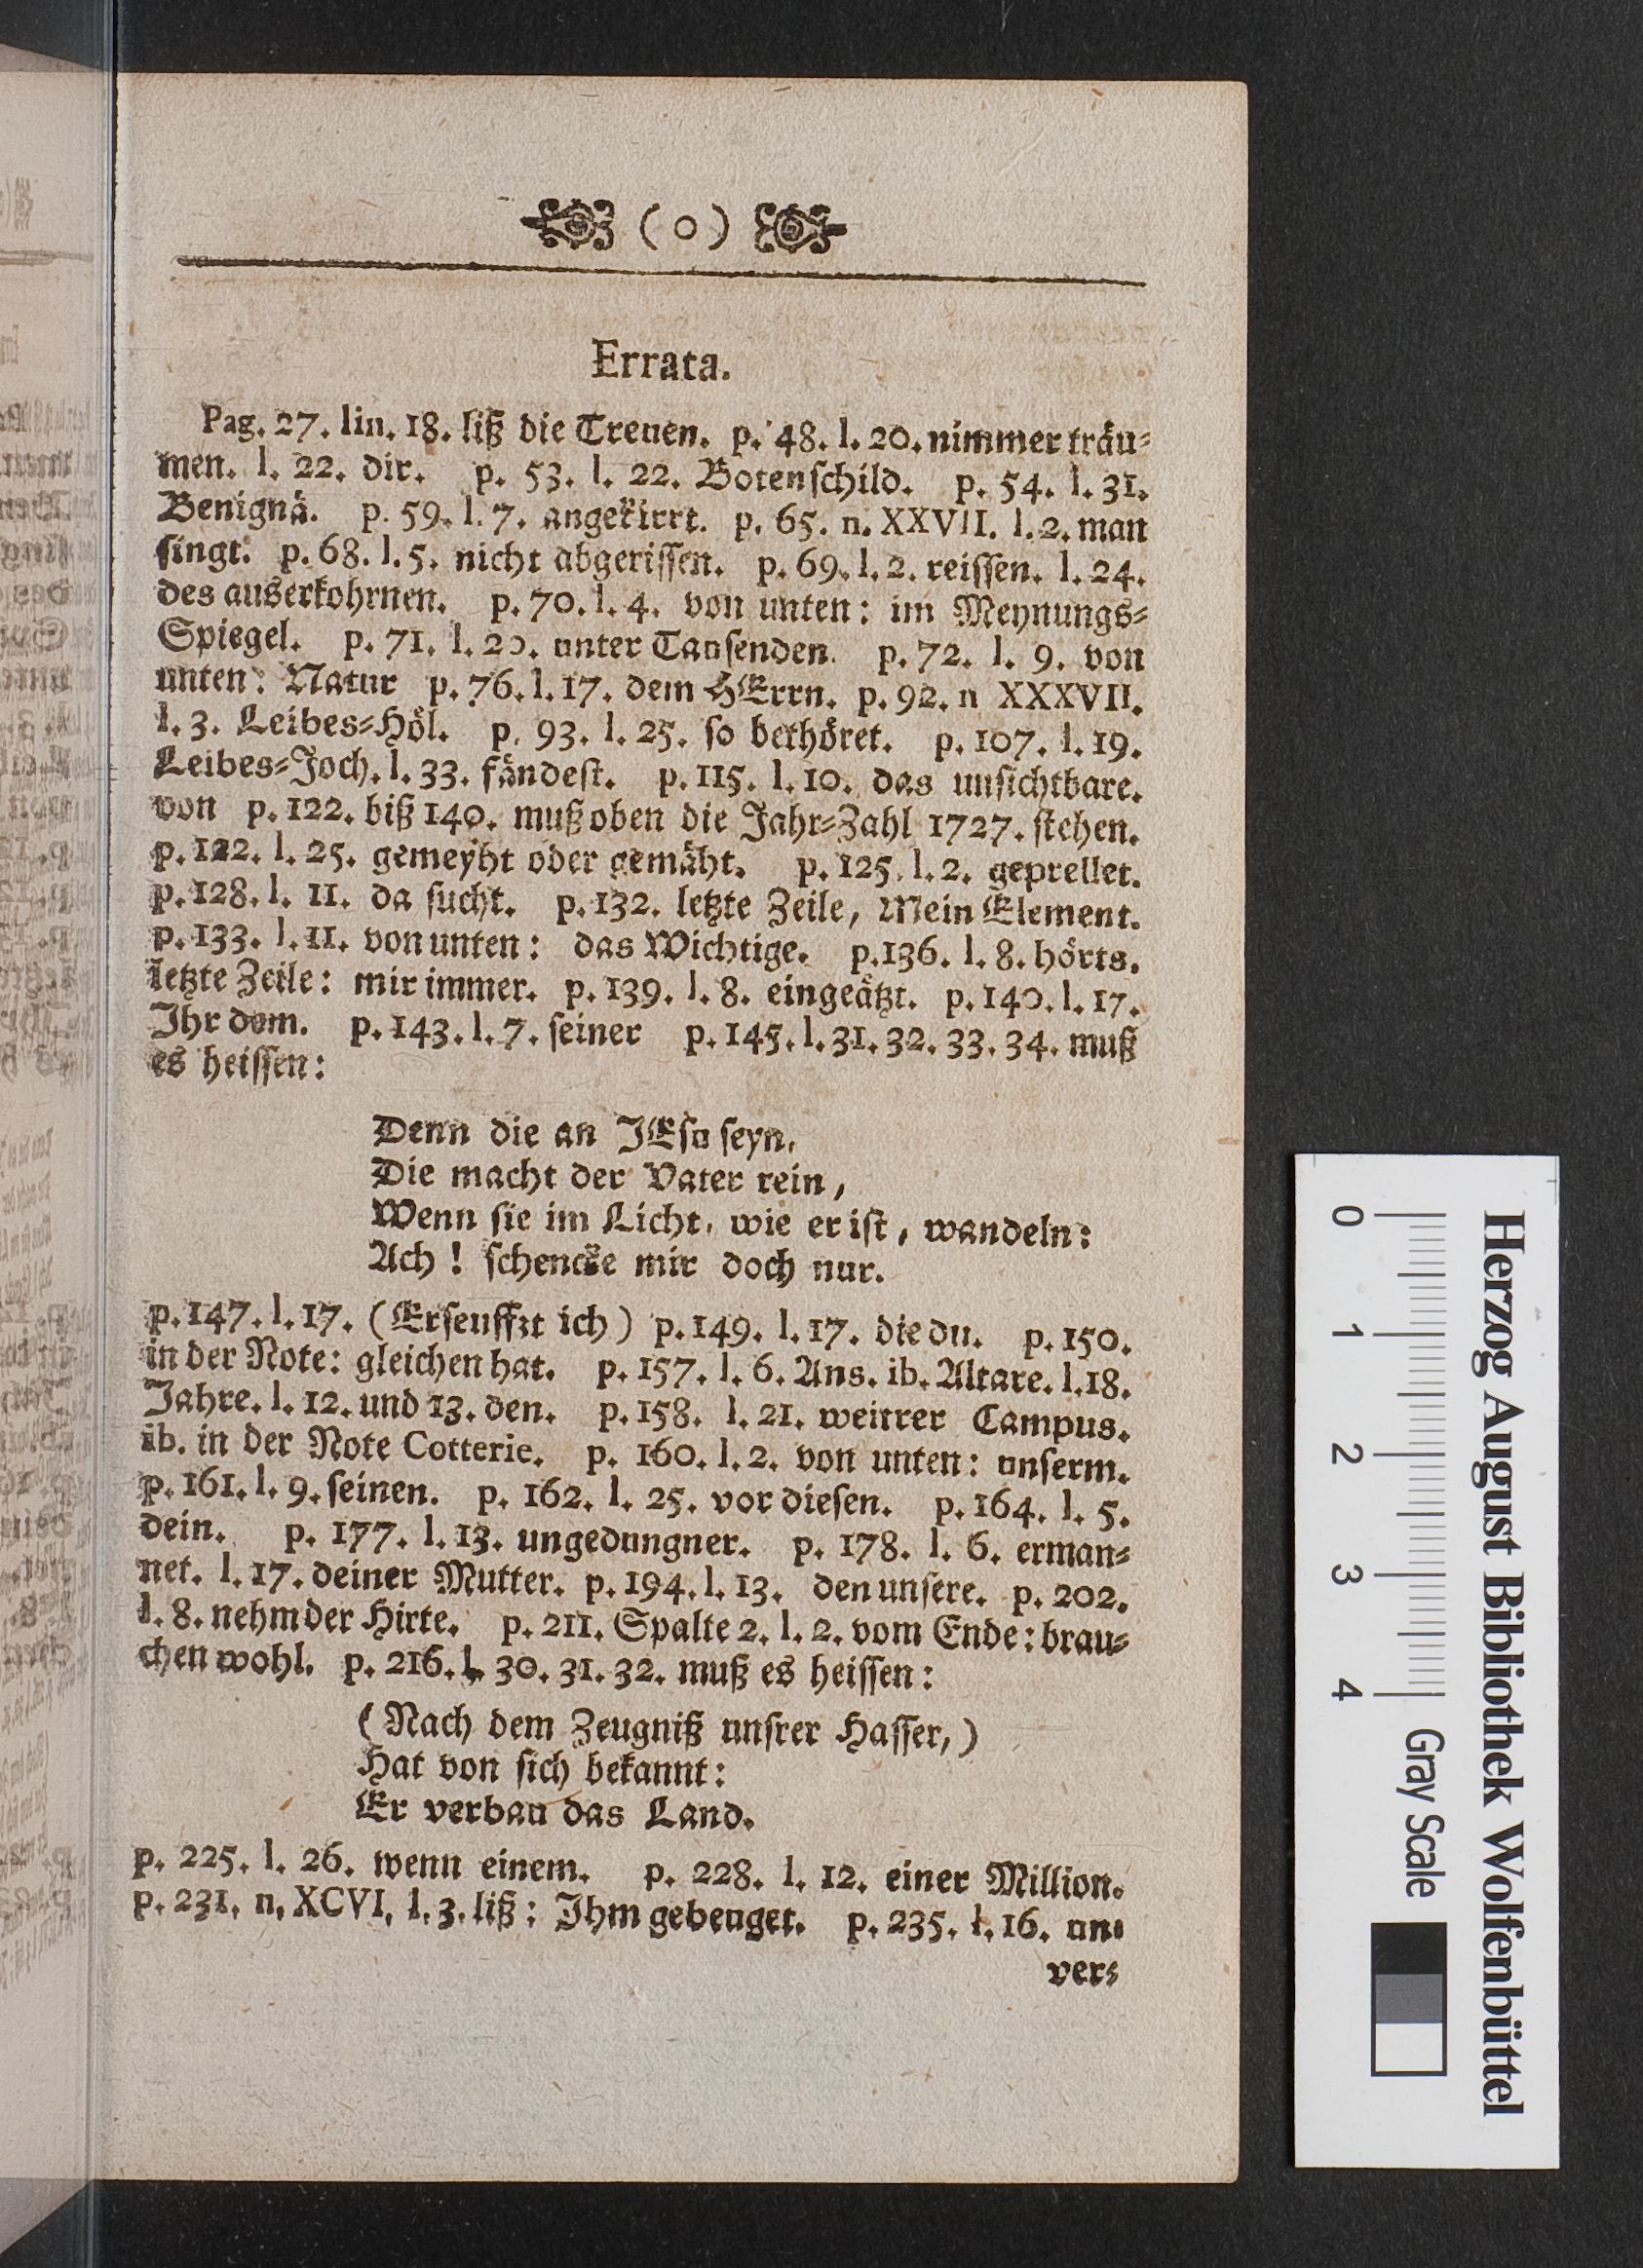 ( o )
Errata.
Pag. 27. lin. 18. liß die Treuen. p. 48. l. 20. nimmer träu-
men. l. 22. dir. p. 53. l. 22. Botenschild. p. 54. l. 31.
Benignä. p. 59. l. 7. angekirrt. p. 65. n. XXVII. l. 2. man
singt. p. 68. l. 5. nicht abgerissen. p. 69. l. 2. reissen. l. 24.
des auserkohrnen. p. 70. l. 4. von unten: im Meynungs-
Spiegel. p. 71. l. 20. unter Tausenden. p. 72. l. 9. von
unten: Natur p. 76. l. 17. dem HErrn. p. 92. n XXXVII.
l. 3. Leibes-Höl. p. 93. l. 25. so bethöret. p. 107. l. 19.
Leibes-Joch. l. 33. fändest. p. 115. l. 10. das unsichtbare.
von p. 122. biß 140. muß oben die Jahr-Zahl 1727. stehen.
p. 122. l. 25. gemeyht oder gemäht. p. 125. l. 2. geprellet.
p. 128. l. 11. da sucht. p. 132. letzte Zeile, Mein Element.
p. 133. l. 11. von unten: das Wichtige. p. 136. l. 8. hörts.
letzte Zeile: mir immer. p. 139. l. 8. eingeätzt. p. 140. l. 17.
Ihr dem. p. 143. l. 7. seiner p. 145. l. 31. 32. 33. 34. muß
es heissen:
Denn die an JEsu seyn,
Die macht der Vater rein,
Wenn sie im Licht, wie er ist, wandeln:
Ach! schencke mir doch nur.
p. 147. l. 17. (Erseuffzt ich) p. 149. l. 17. die du. p. 150.
in der Note: gleichen hat. p. 157. l. 6. Ans. ib. Altare. l. 18.
Jahre. l. 12. und 13. den. p. 158. l. 21. weitrer Campus.
ib. in der Note Cotterie. p. 160. l. 2. von unten: unserm.
p. 161. l. 9. seinen. p. 162. l. 25. vor diesen. p. 164. l. 5.
dein. p. 177. l. 13. ungedungner. p. 178. l. 6. erman-
net. l. 17. deiner Mutter. p. 194. l. 13. den unsere. p. 202.
l. 8. nehm der Hirte. p. 211. Spalte 2. l. 2. vom Ende: brau-
chen wohl. p. 216. l. 30. 31. 32. muß es heissen:
(Nach dem Zeugniß unsrer Hasser,)
Hat von sich bekannt:
Er verbau das Land.
p. 225. l. 26. wenn einem. p. 228. l. 12. einer Million.
p. 231. n. XCVI. l. 3. liß: Ihm gebeuget. p. 235. l. 16. un-
ver-
Herzog August Bibliothek Wolfenbüttel
0 1 2 3 4 Gray Scale